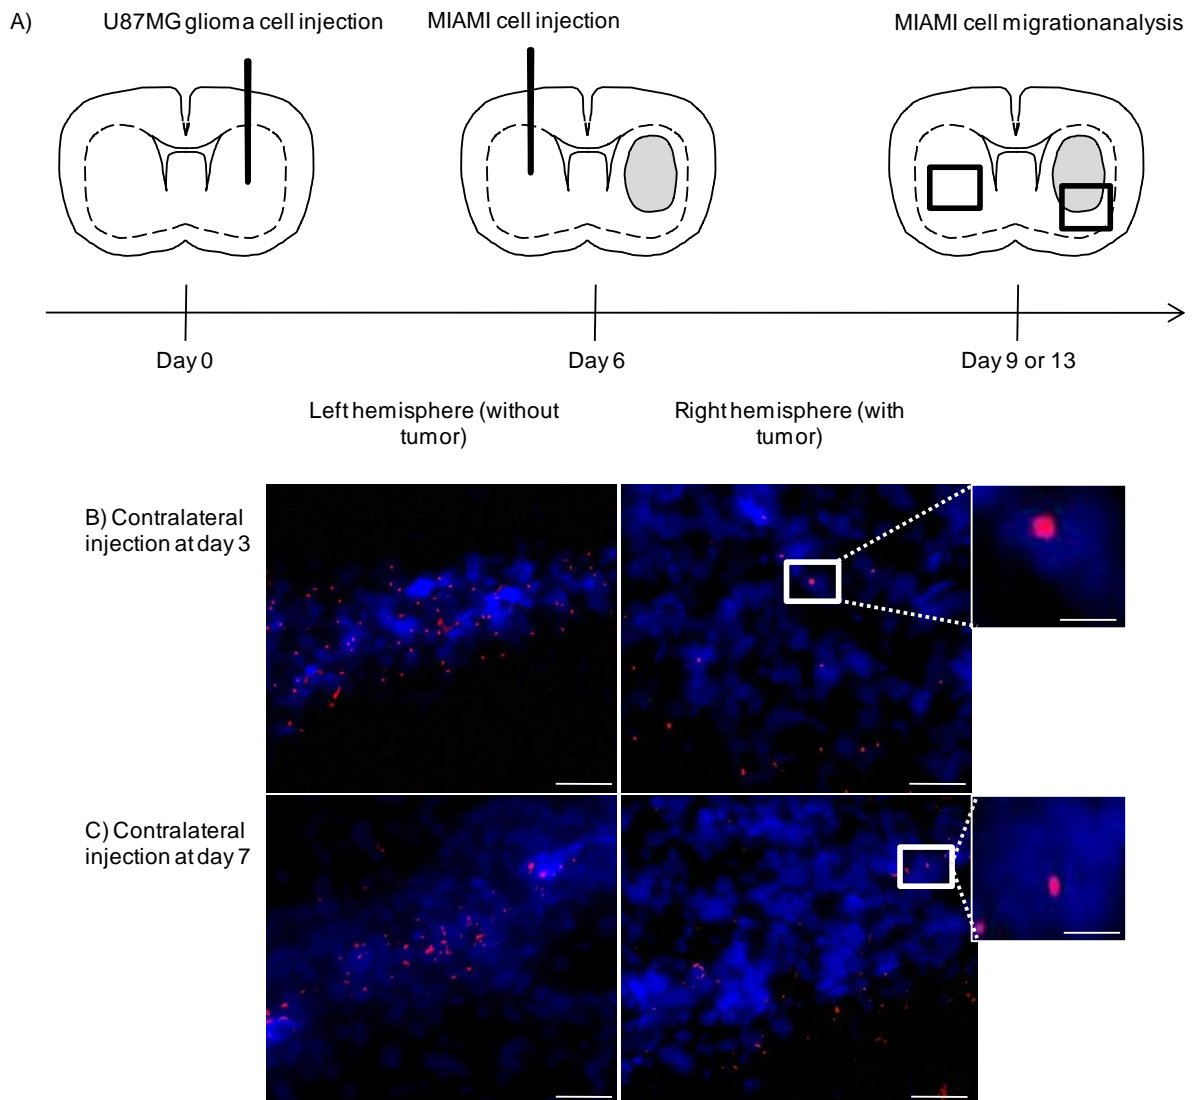 A)
U87MG glioma cell injection
MIAMI cell injection
MIAMI cell migrationanalysis
Day 0
Day 6
Day 9 or 13
Left hemisphere (without
tumor)
Right hemisphere (with
tumor)
B) Contralateral
injection at day 3
C) Contralateral
injection at day 7